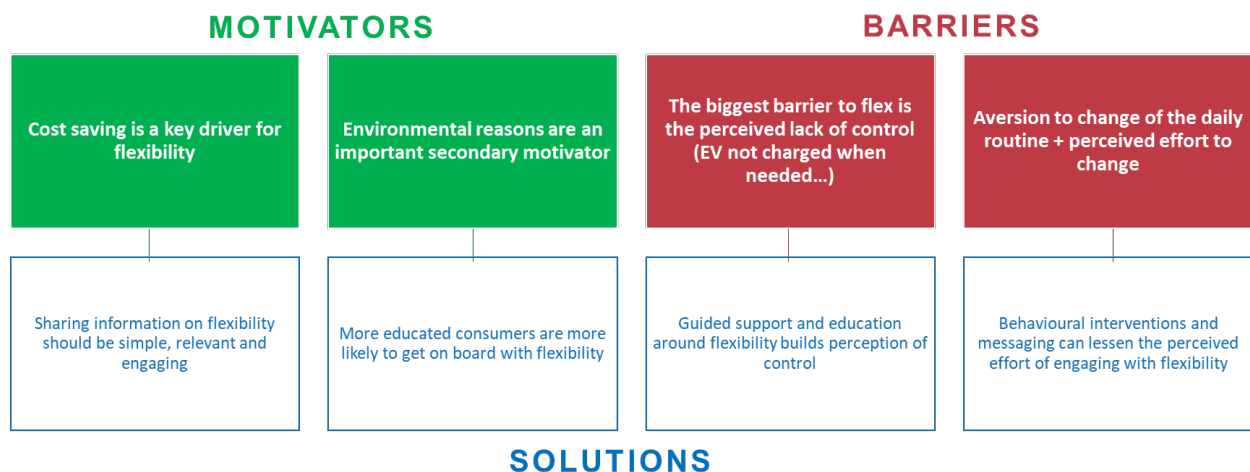 MOTIVATORS
BARRIERS
Cost saving is a key driver for
flexibility
Environmental reasons are an
important secondary motivator
The biggest barrier to flex is
the perceived lack of control
(EV not charged when
needed...)
Aversion to change of the daily
routine + perceived effort to
change
Sharing information on flexibility
should be simple, relevant and
engaging
More educated consumers are more
likely to get on board with flexibility
Guided support and education
around flexibility builds perception of
control
Behavioural interventions and
messaging can lessen the perceived
effort of engaging with flexibility
SOLUTIONS